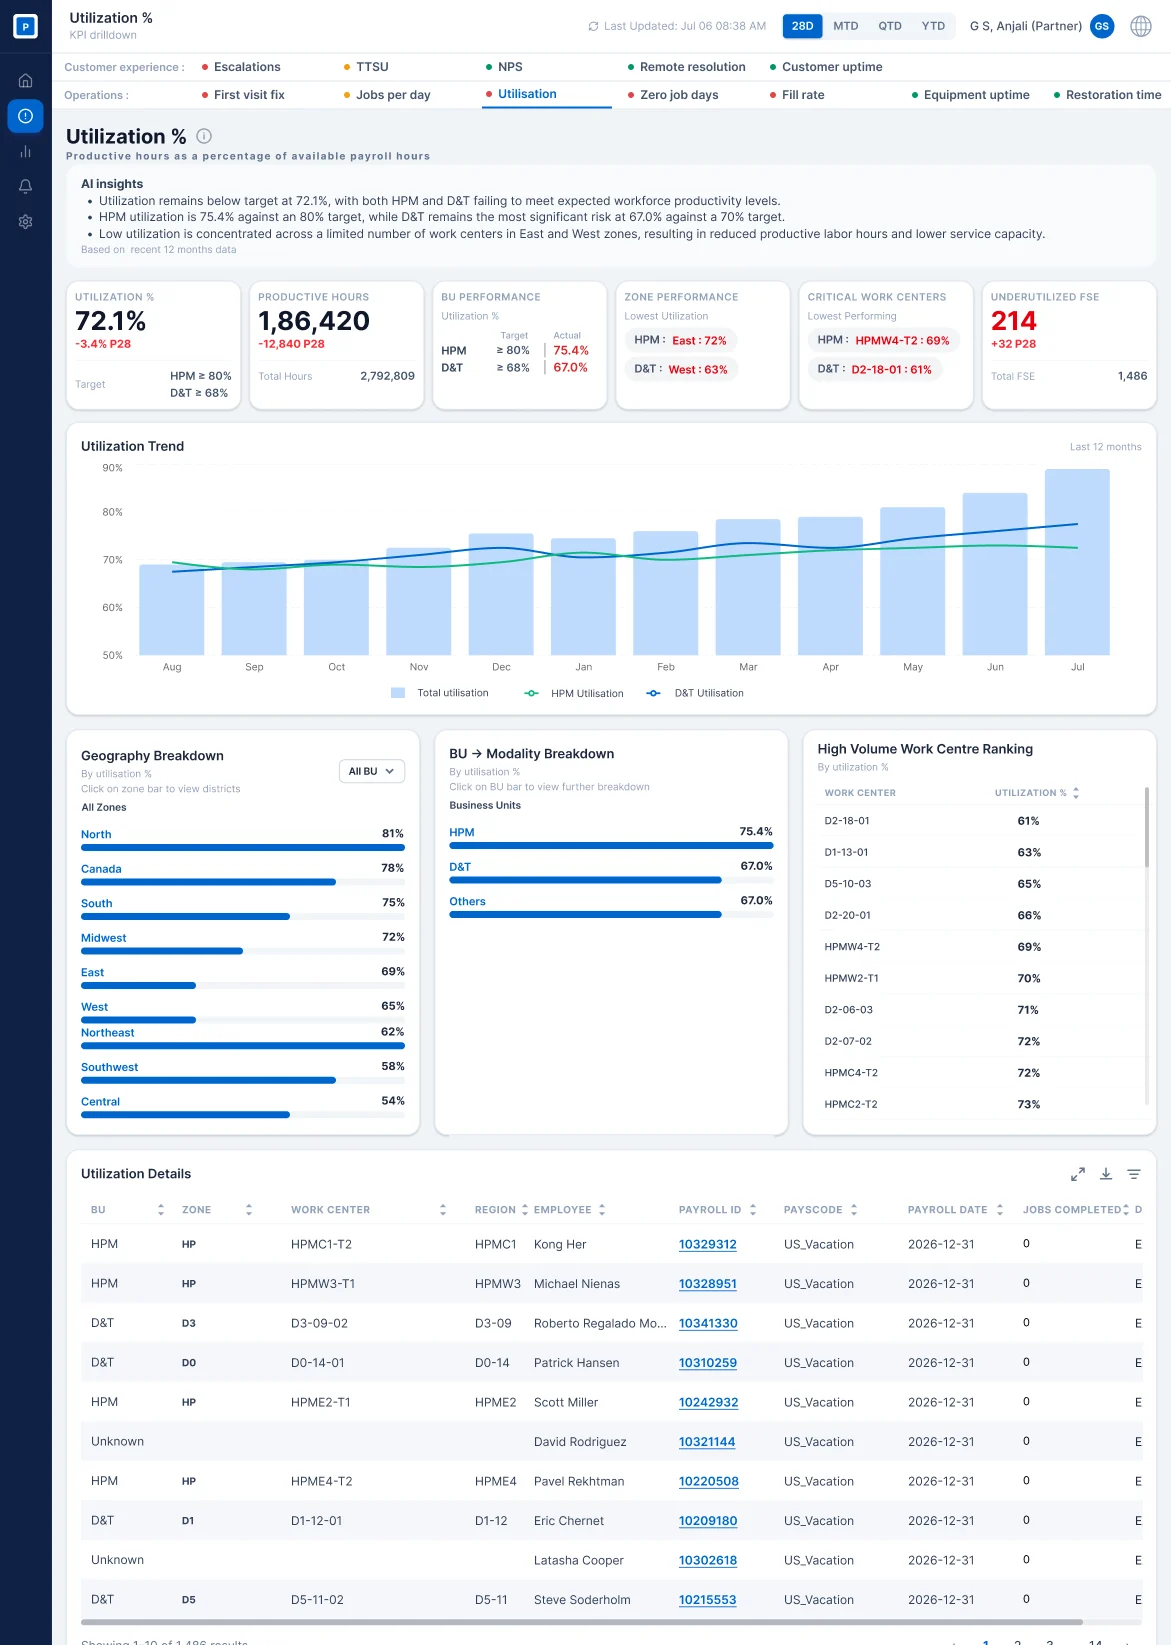 P
Utilization %
KPI drilldown
Last Updated: Jul 06 08:38 AM
28D MTD QTD YTD
G S, Anjali (Partner) GS
Customer experience : Escalations TTSU NPS Remote resolution Customer uptime
Operations : First visit fix Jobs per day Utilisation Zero job days Fill rate Equipment uptime Restoration time
Utilization %
Productive hours as a percentage of available payroll hours
AI insights
• Utilization remains below target at 72.1%, with both HPM and D&T failing to meet expected workforce productivity levels.
• HPM utilization is 75.4% against an 80% target, while D&T remains the most significant risk at 67.0% against a 70% target.
• Low utilization is concentrated across a limited number of work centers in East and West zones, resulting in reduced productive labor hours and lower service capacity.
Based on recent 12 months data
UTILIZATION %
72.1%
-3.4% P28
Target
HPM ≥ 80%
D&T ≥ 68%
PRODUCTIVE HOURS
1,86,420
-12,840 P28
Total Hours 2,792,809
BU PERFORMANCE
Utilization %
Target Actual
HPM ≥ 80% 75.4%
D&T ≥ 68% 67.0%
ZONE PERFORMANCE
Lowest Utilization
HPM : East : 72%
D&T : West : 63%
CRITICAL WORK CENTERS
Lowest Performing
HPM : HPMW4-T2 : 69%
D&T : D2-18-01 : 61%
UNDERUTILIZED FSE
214
+32 P28
Total FSE 1,486
Utilization Trend
Last 12 months
90%
80%
70%
60%
50%
Aug Sep Oct Nov Dec Jan Feb Mar Apr May Jun Jul
Total utilisation HPM Utilisation D&T Utilisation
Geography Breakdown
By utilisation %
Click on zone bar to view districts
All BU
All Zones
North 81%
Canada 78%
South 75%
Midwest 72%
East 69%
West 65%
Northeast 62%
Southwest 58%
Central 54%
BU → Modality Breakdown
By utilisation %
Click on BU bar to view further breakdown
Business Units
HPM 75.4%
D&T 67.0%
Others 67.0%
High Volume Work Centre Ranking
By utilization %
WORK CENTER UTILIZATION %
D2-18-01 61%
D1-13-01 63%
D5-10-03 65%
D2-20-01 66%
HPMW4-T2 69%
HPMW2-T1 70%
D2-06-03 71%
D2-07-02 72%
HPMC4-T2 72%
HPMC2-T2 73%
Utilization Details
BU ZONE WORK CENTER REGION EMPLOYEE PAYROLL ID PAYSCODE PAYROLL DATE JOBS COMPLETED D
HPM HP HPMC1-T2 HPMC1 Kong Her 10329312 US_Vacation 2026-12-31 0 E
HPM HP HPMW3-T1 HPMW3 Michael Nienas 10328951 US_Vacation 2026-12-31 0 E
D&T D3 D3-09-02 D3-09 Roberto Regalado Mo... 10341330 US_Vacation 2026-12-31 0 E
D&T D0 D0-14-01 D0-14 Patrick Hansen 10310259 US_Vacation 2026-12-31 0 E
HPM HP HPME2-T1 HPME2 Scott Miller 10242932 US_Vacation 2026-12-31 0 E
Unknown David Rodriguez 10321144 US_Vacation 2026-12-31 0 E
HPM HP HPME4-T2 HPME4 Pavel Rekhtman 10220508 US_Vacation 2026-12-31 0 E
D&T D1 D1-12-01 D1-12 Eric Chernet 10209180 US_Vacation 2026-12-31 0 E
Unknown Latasha Cooper 10302618 US_Vacation 2026-12-31 0 E
D&T D5 D5-11-02 D5-11 Steve Soderholm 10215553 US_Vacation 2026-12-31 0 E
Showing 1-10 of 1,486 results 1 2 3 14